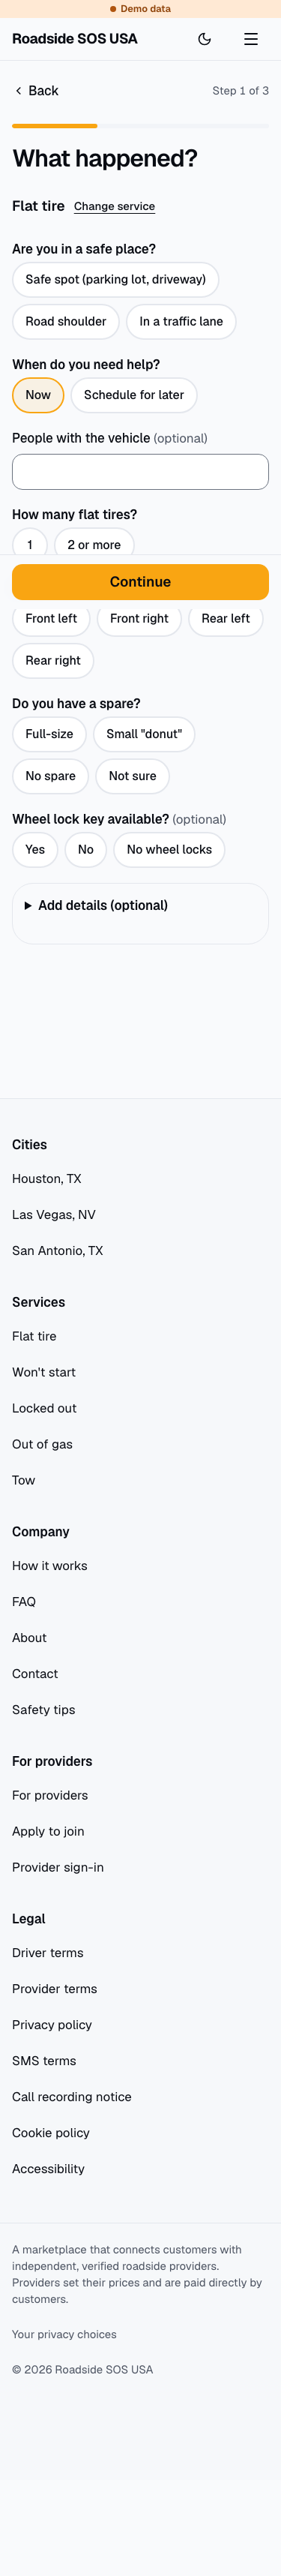 Demo data
Roadside SOS USA
Back
Step 1 of 3
What happened?
Flat tire Change service
Are you in a safe place?
Safe spot (parking lot, driveway)
Road shoulder In a traffic lane
When do you need help?
Now Schedule for later
People with the vehicle (optional)
How many flat tires?
1 2 or more
Continue
Front left Front right Rear left
Rear right
Do you have a spare?
Full-size Small "donut"
No spare Not sure
Wheel lock key available? (optional)
Yes No No wheel locks
Add details (optional)
Cities
Houston, TX
Las Vegas, NV
San Antonio, TX
Services
Flat tire
Won't start
Locked out
Out of gas
Tow
Company
How it works
FAQ
About
Contact
Safety tips
For providers
For providers
Apply to join
Provider sign-in
Legal
Driver terms
Provider terms
Privacy policy
SMS terms
Call recording notice
Cookie policy
Accessibility
A marketplace that connects customers with
independent, verified roadside providers.
Providers set their prices and are paid directly by
customers.
Your privacy choices
© 2026 Roadside SOS USA